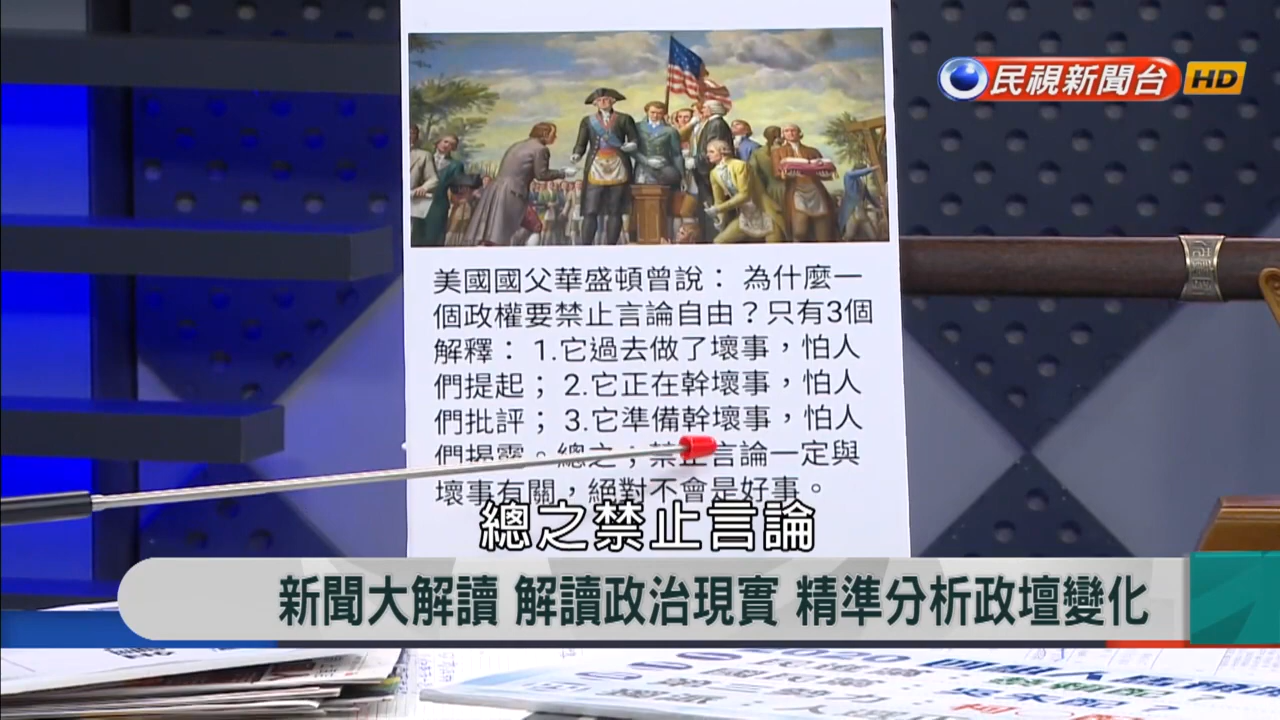 民視新聞台 HD
美國國父華盛頓曾說： 為什麼一
個政權要禁止言論自由？只有3個
解釋： 1.它過去做了壞事，怕人
們提起； 2.它正在幹壞事，怕人
們批評； 3.它準備幹壞事，怕人
們揭露。總之；禁止言論一定與
壞事有關，絕對不會是好事。
總之禁止言論
新聞大解讀 解讀政治現實 精準分析政壇變化